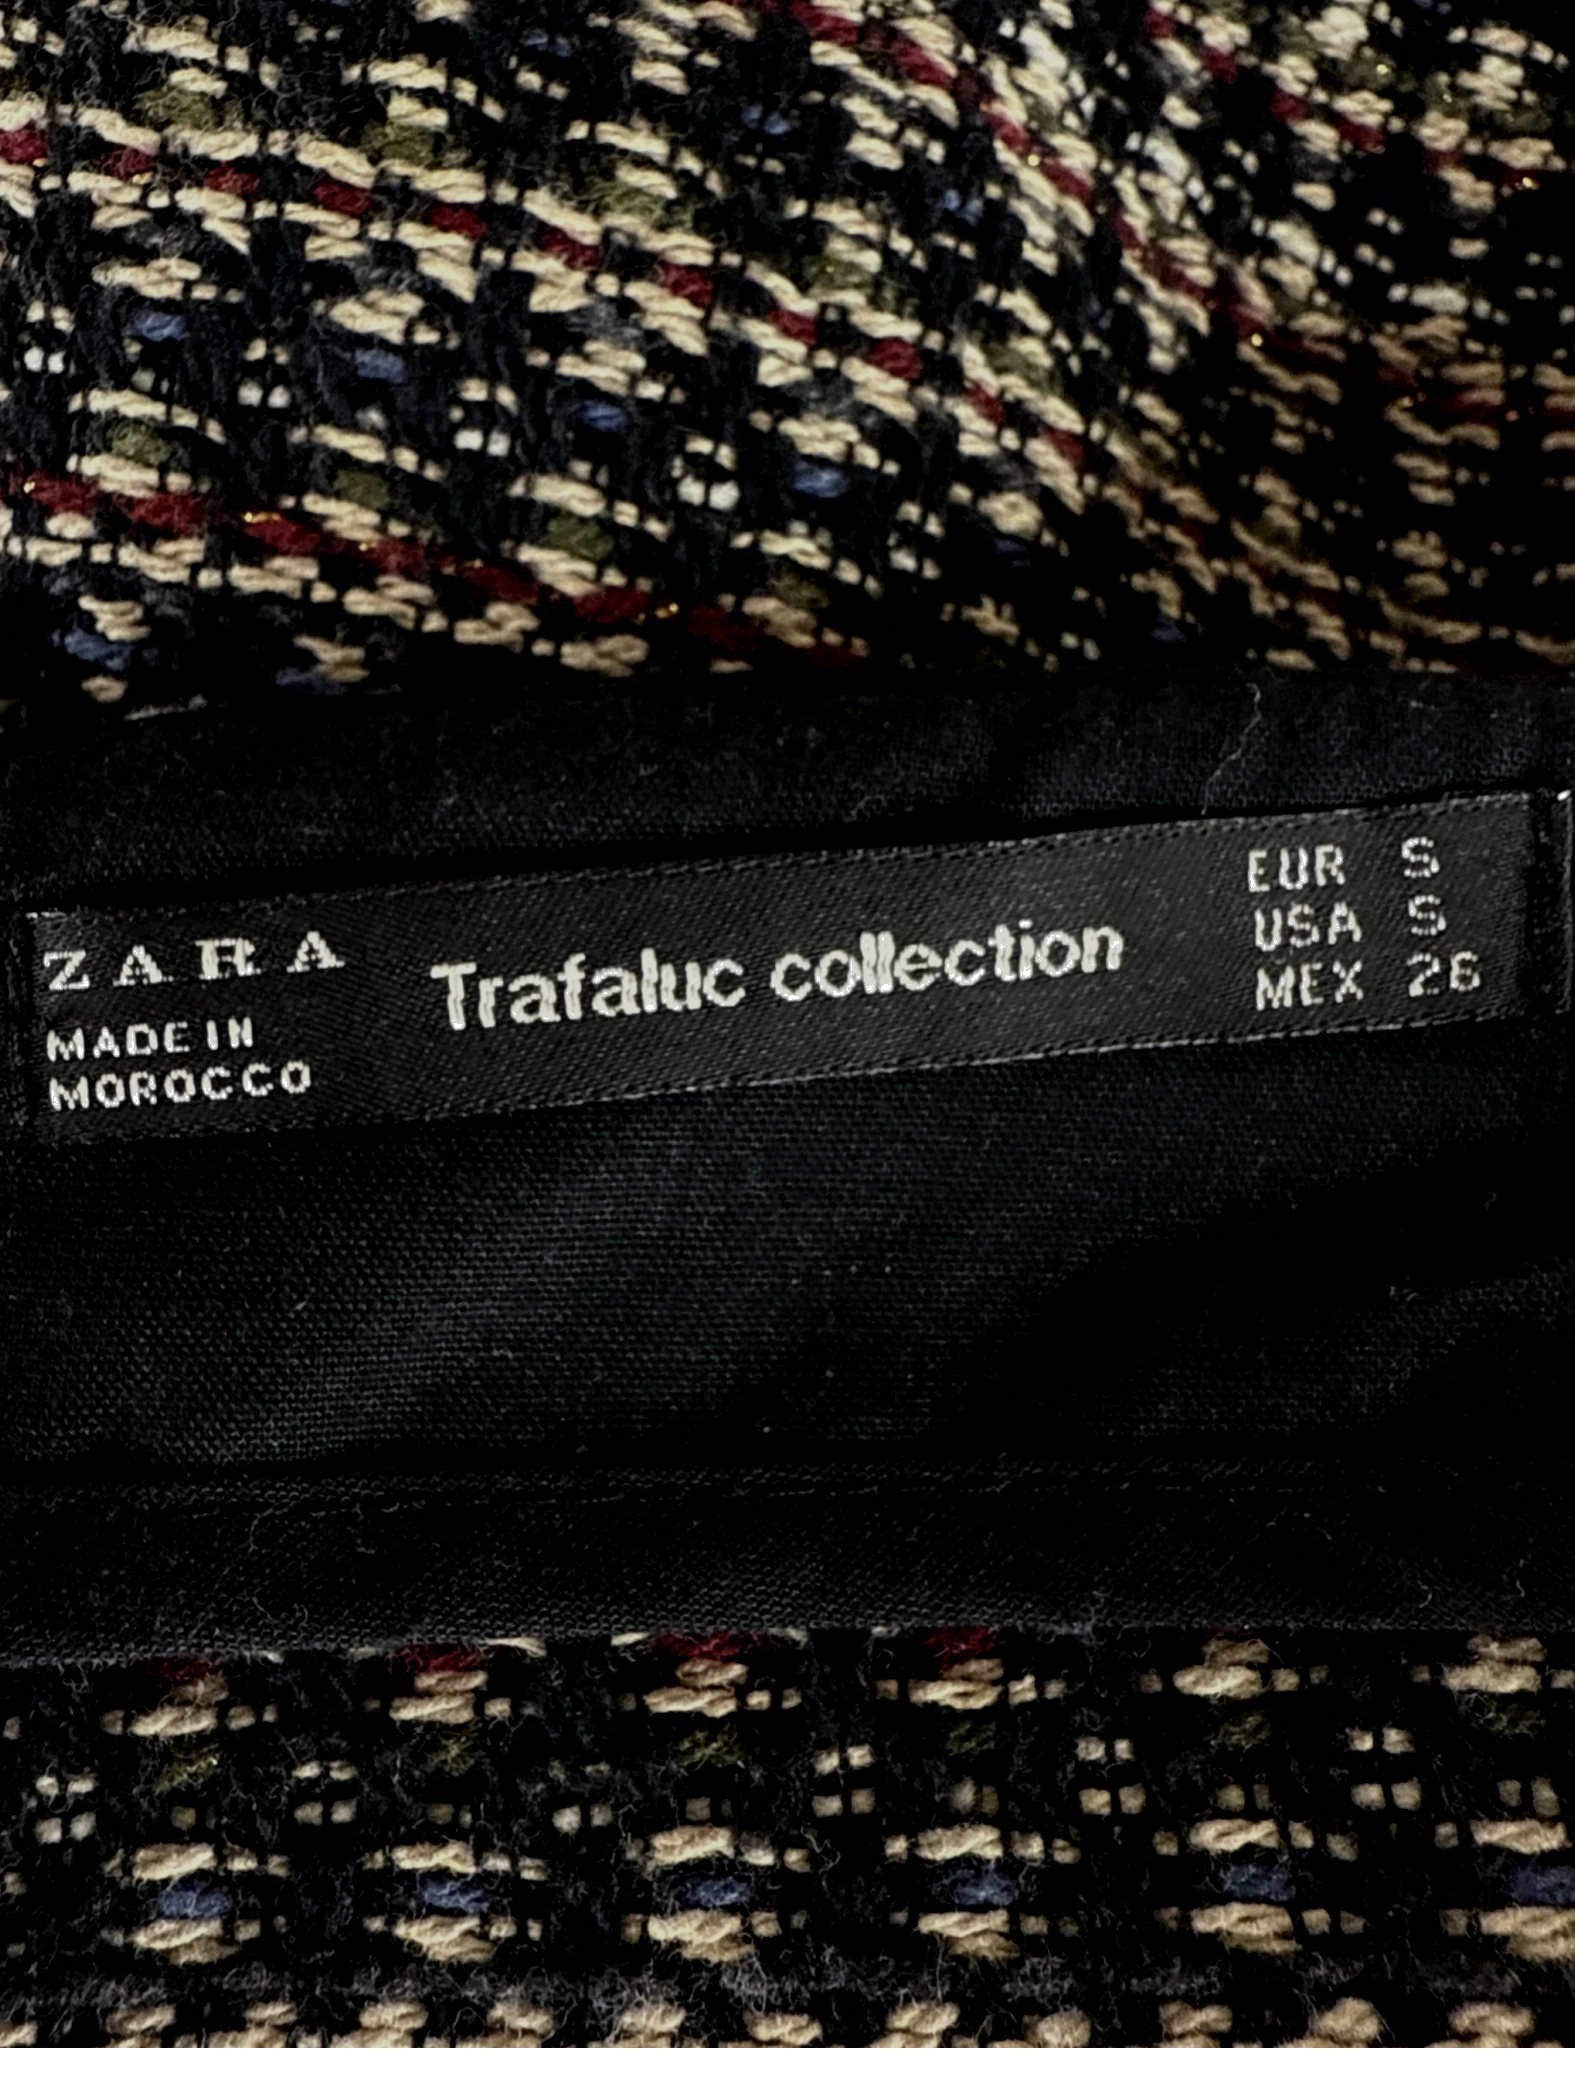 ZARA
MADE IN
MOROCCO
Trafaluc collection
EUR S
USA S
MEX 26